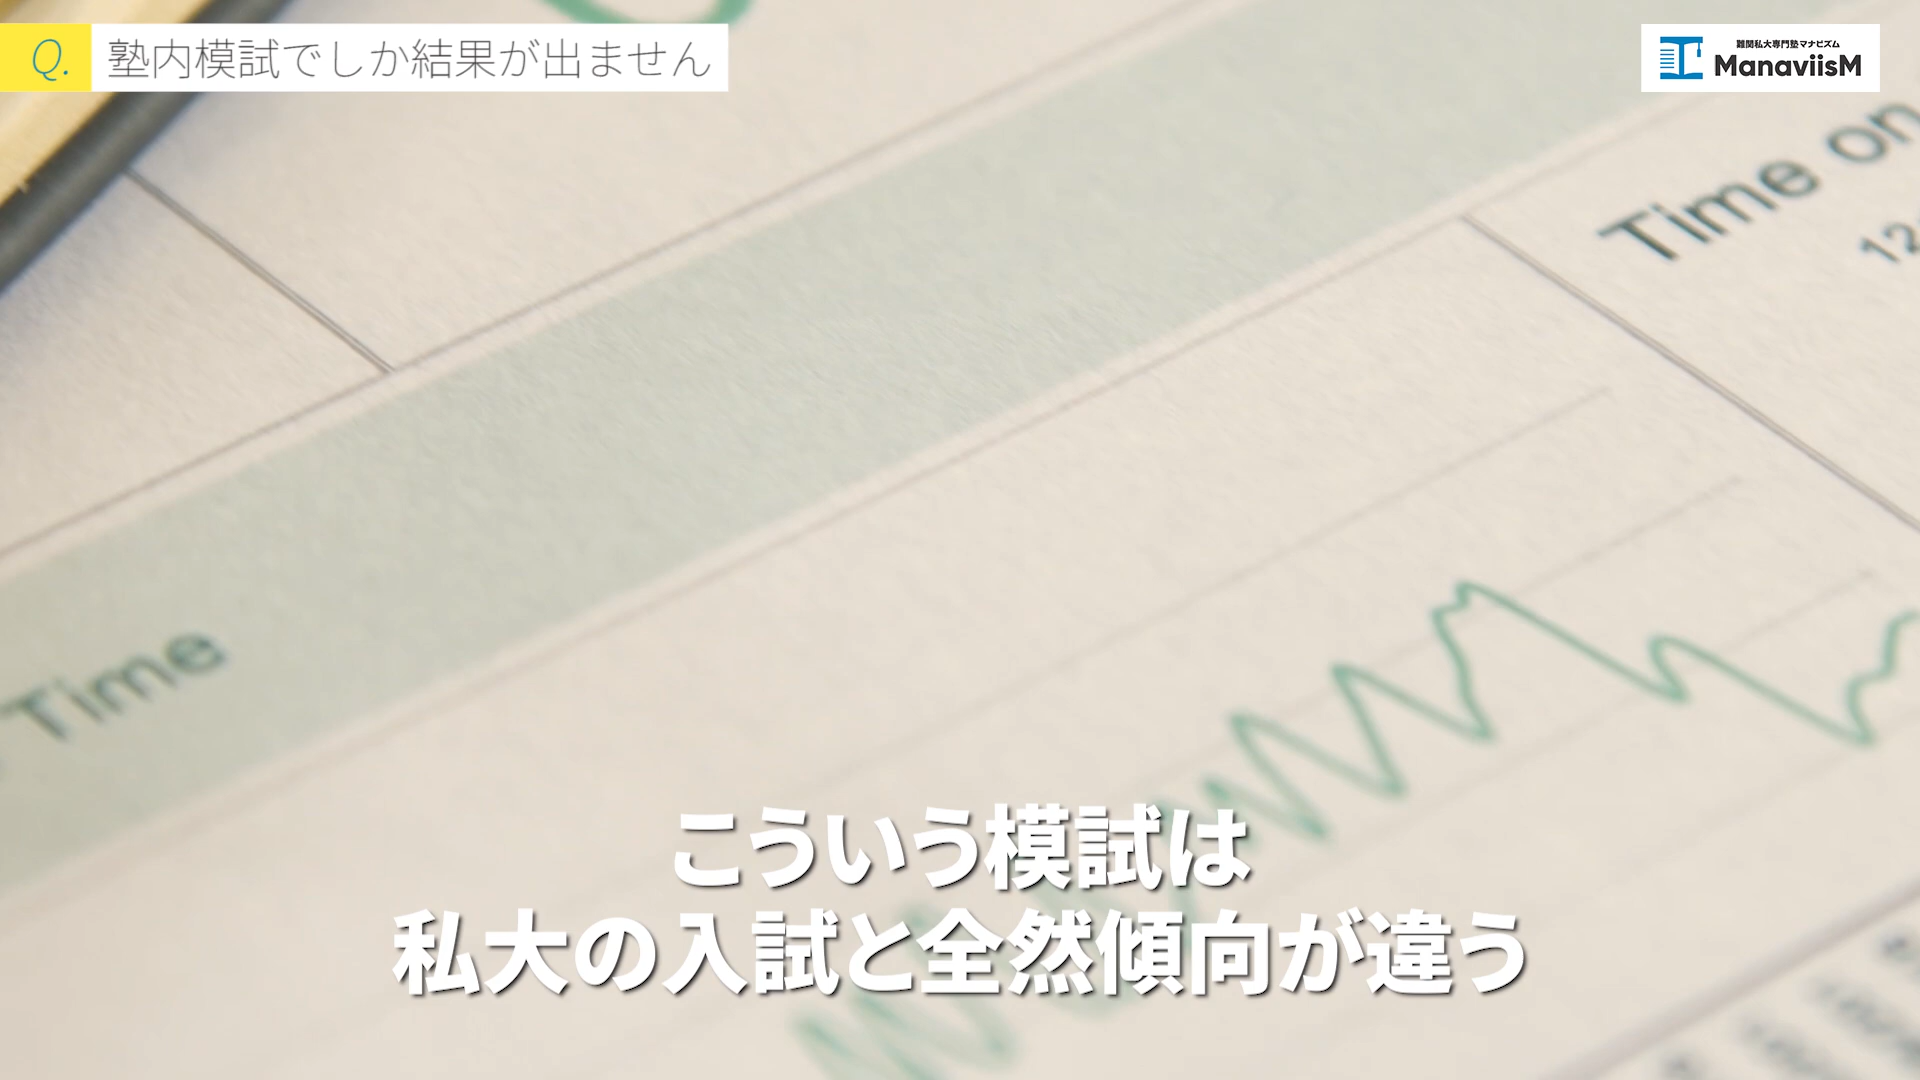 Q. 塾内模試でしか結果が出ません
難関私大専門塾マナビズム
ManaviisM
Time on
Time
こういう模試は
私大の入試と全然傾向が違う